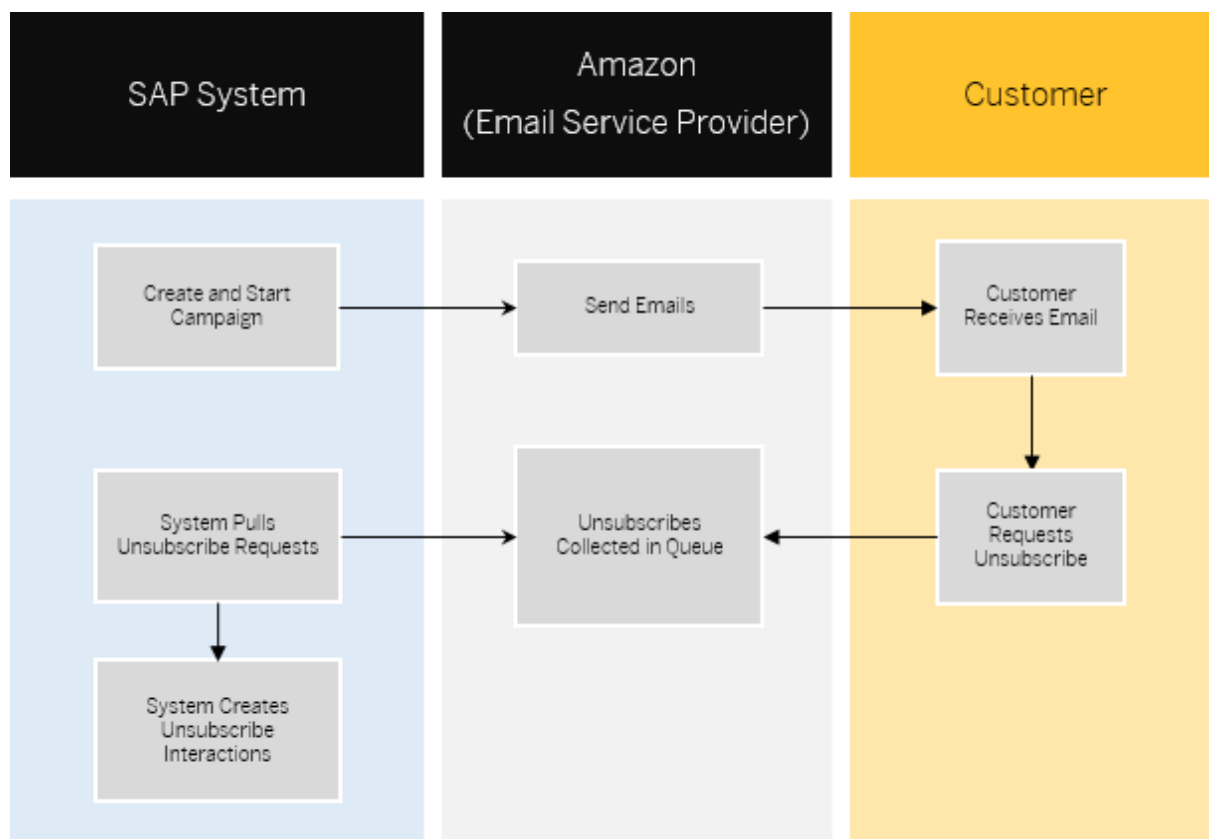 SAP System
Amazon
(Email Service Provider)
Customer
Create and Start
Campaign
Send Emails
Customer
Receives Email
System Pulls
Unsubscribe Requests
Unsubscribes
Collected in Queue
Customer
Requests
Unsubscribe
System Creates
Unsubscribe
Interactions